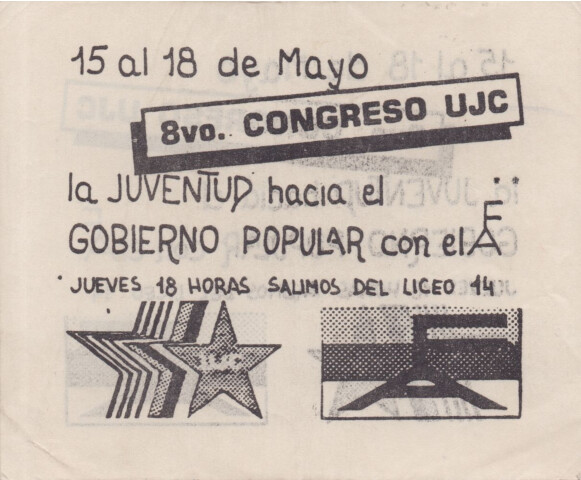 15 al 18 de Mayo
8vo. CONGRESO UJC
la JUVENTUD hacia el
GOBIERNO POPULAR con el FA
JUEVES 18 HORAS SALIMOS DEL LICEO 14
UJC